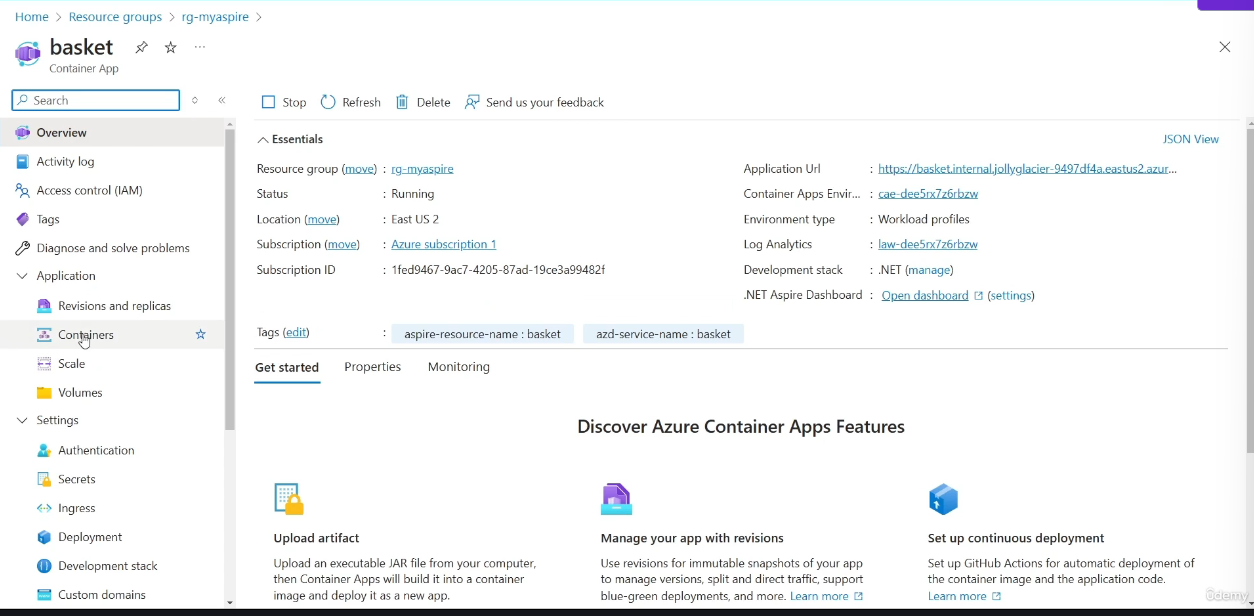 Home > Resource groups > rg-myaspire >
basket
Container App
Search
Overview
Activity log
Access control (IAM)
Tags
Diagnose and solve problems
Application
Revisions and replicas
Containers
Scale
Volumes
Settings
Authentication
Secrets
Ingress
Deployment
Development stack
Custom domains
Stop Refresh Delete Send us your feedback
Essentials JSON View
Resource group (move) : rg-myaspire
Status : Running
Location (move) : East US 2
Subscription (move) : Azure subscription 1
Subscription ID : 1fed9467-9ac7-4205-87ad-19ce3a99482f
Application Url : https://basket.internal.jollyglacier-9497df4a.eastus2.azur...
Container Apps Envir... : cae-dee5rx7z6rbzw
Environment type : Workload profiles
Log Analytics : law-dee5rx7z6rbzw
Development stack : .NET (manage)
.NET Aspire Dashboard : Open dashboard (settings)
Tags (edit) : aspire-resource-name : basket azd-service-name : basket
Get started Properties Monitoring
Discover Azure Container Apps Features
Upload artifact
Upload an executable JAR file from your computer,
then Container Apps will build it into a container
image and deploy it as a new app.
Manage your app with revisions
Use revisions for immutable snapshots of your app
to manage versions, split and direct traffic, support
blue-green deployments, and more. Learn more
Set up continuous deployment
Set up GitHub Actions for automatic deployment of
the container image and the application code.
Learn more
ûdemy